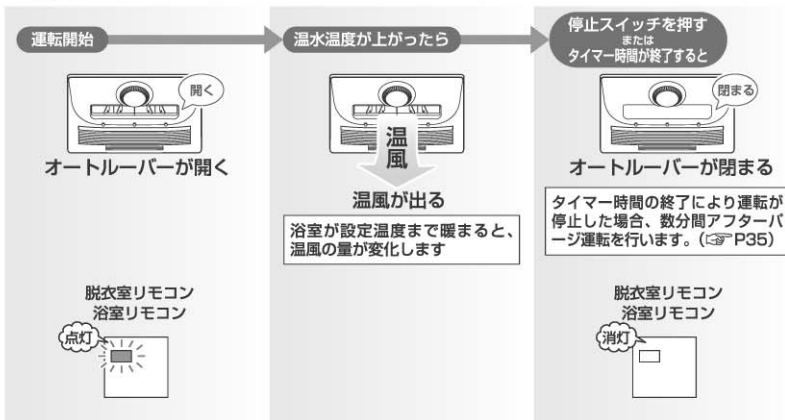 運転開始
開く
オートルーバーが開く
脱衣室リモコン
浴室リモコン
点灯
温水温度が上がったら
温風
温風が出る
浴室が設定温度まで暖まると、
温風の量が変化します
停止スイッチを押す
または
タイマー時間が終了すると
閉まる
オートルーバーが閉まる
タイマー時間の終了により運転が
停止した場合、数分間アフターパ
ージ運転を行います。(☞P35)
脱衣室リモコン
浴室リモコン
消灯